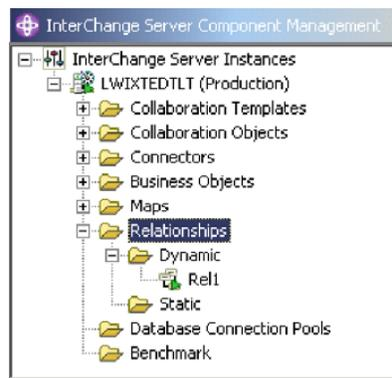 InterChange Server Component Management
InterChange Server Instances
LWIXTEDTLT (Production)
Collaboration Templates
Collaboration Objects
Connectors
Business Objects
Maps
Relationships
Dynamic
Rel1
Static
Database Connection Pools
Benchmark